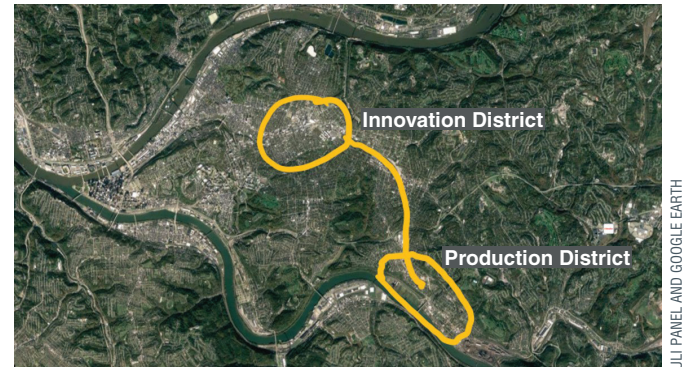 Innovation District
Production District
JLI PANEL AND GOOGLE EARTH